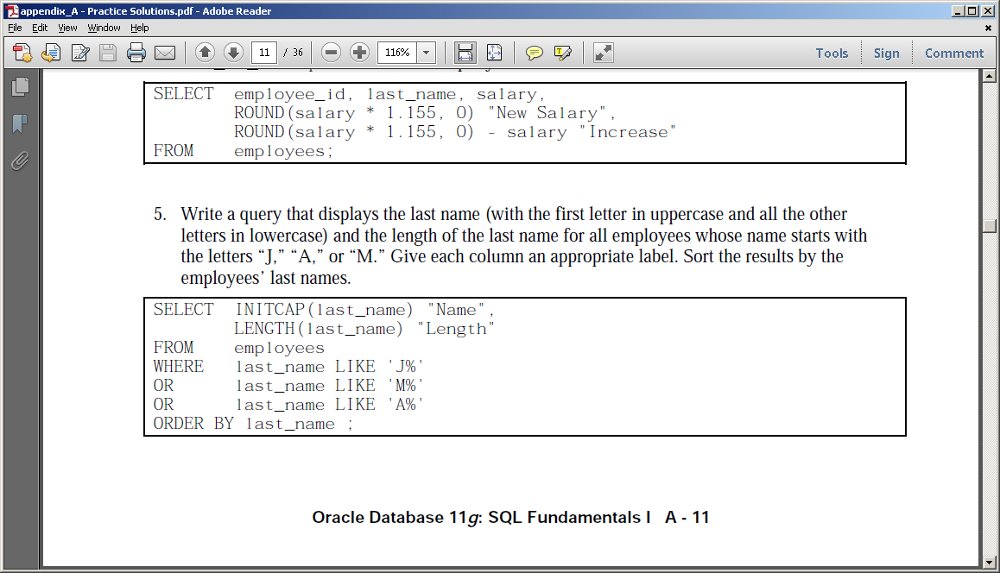 appendix_A - Practice Solutions.pdf - Adobe Reader
File Edit View Window Help
11 / 36 116% Tools Sign Comment
SELECT employee_id, last_name, salary,
ROUND(salary * 1.155, 0) "New Salary",
ROUND(salary * 1.155, 0) - salary "Increase"
FROM employees;
5. Write a query that displays the last name (with the first letter in uppercase and all the other
letters in lowercase) and the length of the last name for all employees whose name starts with
the letters “J,” “A,” or “M.” Give each column an appropriate label. Sort the results by the
employees’ last names.
SELECT INITCAP(last_name) "Name",
LENGTH(last_name) "Length"
FROM employees
WHERE last_name LIKE 'J%'
OR last_name LIKE 'M%'
OR last_name LIKE 'A%'
ORDER BY last_name ;
Oracle Database 11g: SQL Fundamentals I A - 11